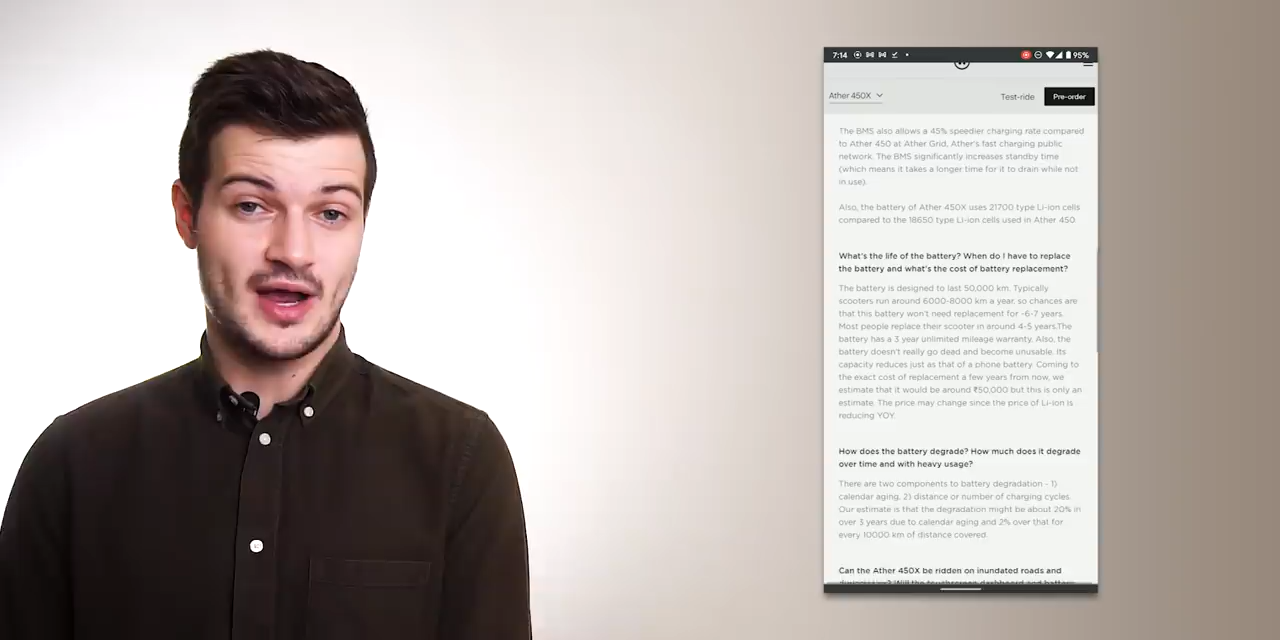 7:14
95%
Ather 450X
Test-ride
Pre-order
The BMS also allows a 45% speedier charging rate compared
to Ather 450 at Ather Grid, Ather's fast charging public
network. The BMS significantly increases standby time
(which means it takes a longer time for it to drain while not
in use).
Also, the battery of Ather 450X uses 21700 type Li-ion cells
compared to the 18650 type Li-ion cells used in Ather 450.
What's the life of the battery? When do I have to replace
the battery and what's the cost of battery replacement?
The battery is designed to last 50,000 km. Typically
scooters run around 6000-8000 km a year, so chances are
that this battery won't need replacement for ~6-7 years.
Most people replace their scooter in around 4-5 years.The
battery has a 3 year unlimited mileage warranty. Also, the
battery doesn't really go dead and become unusable. Its
capacity reduces just as that of a phone battery. Coming to
the exact cost of replacement a few years from now, we
estimate that it would be around ₹50,000 but this is only an
estimate. The price may change since the price of Li-ion is
reducing YOY.
How does the battery degrade? How much does it degrade
over time and with heavy usage?
There are two components to battery degradation - 1)
calendar aging, 2) distance or number of charging cycles.
Our estimate is that the degradation might be about 20% in
over 3 years due to calendar aging and 2% over that for
every 10000 km of distance covered.
Can the Ather 450X be ridden on inundated roads and
Will the touchscreen dashboard and battery